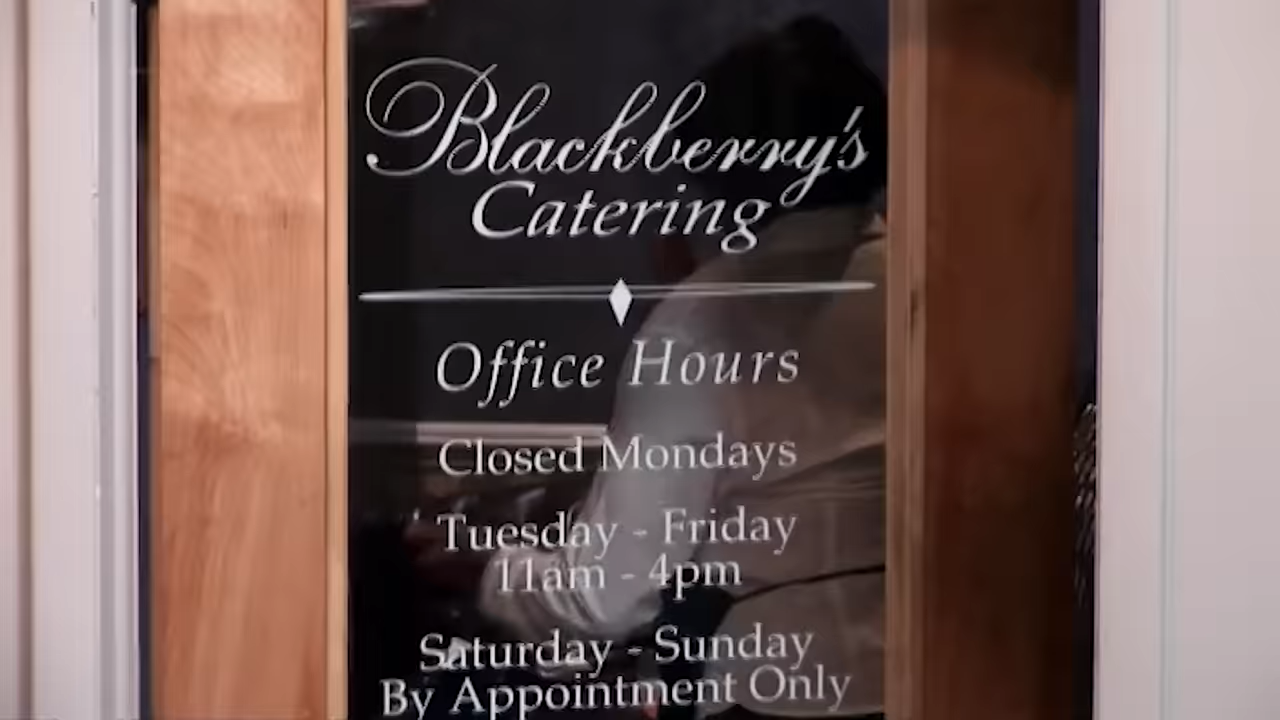 Blackberry's
Catering
Office Hours
Closed Mondays
Tuesday - Friday
11am - 4pm
Saturday - Sunday
By Appointment Only